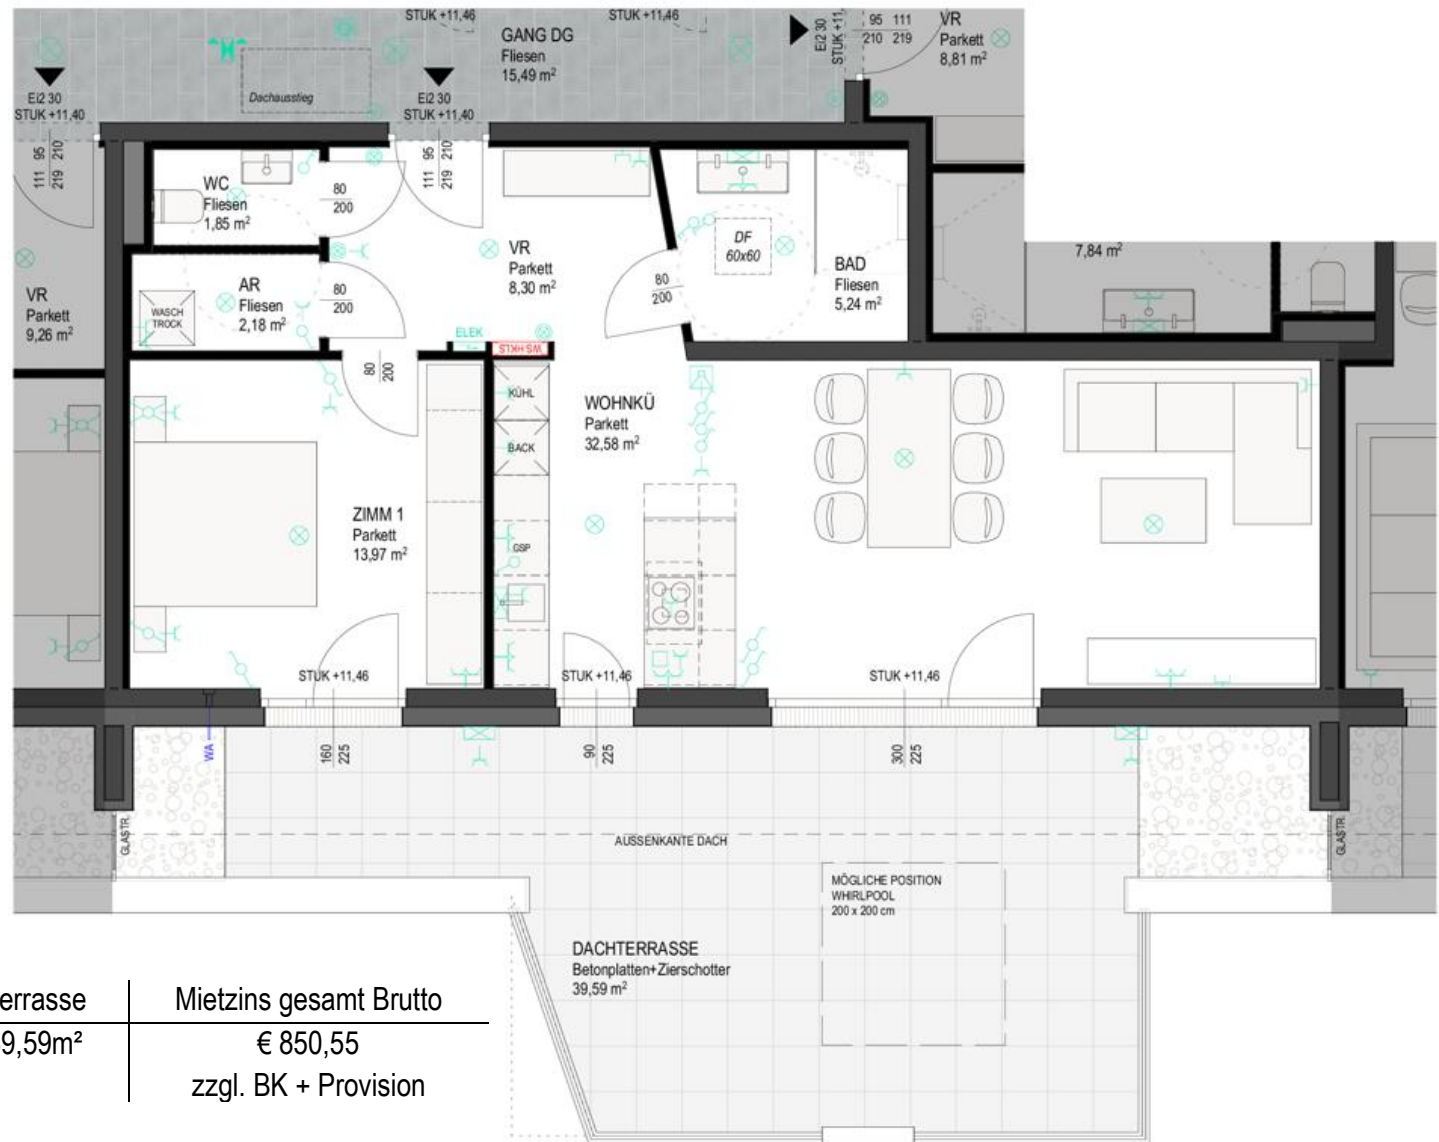 STUK +11,46
STUK +11,46
GANG DG
Fliesen
15,49 m²
EI2 30
STUK +11
95 111
210 219
VR
Parkett
8,81 m²
EI2 30
STUK +11,40
95 210
111 219
Dachausstieg
EI2 30
STUK +11,40
95 210
111 219
WC
Fliesen
1,85 m²
80
200
VR
Parkett
8,30 m²
DF
60x60
BAD
Fliesen
5,24 m²
80
200
7,84 m²
VR
Parkett
9,26 m²
WASCH
TROCK
AR
Fliesen
2,18 m²
80
200
ELEK
WS-HKLS
80
200
KÜHL
BACK
GSP
WOHNKÜ
Parkett
32,58 m²
ZIMM 1
Parkett
13,97 m²
STUK +11,46
STUK +11,46
STUK +11,46
WA
160
225
90
225
300
225
GLASTR.
GLASTR.
AUSSENKANTE DACH
MÖGLICHE POSITION
WHIRLPOOL
200 x 200 cm
DACHTERRASSE
Betonplatten+Zierschotter
39,59 m²
errasse
9,59m²
Mietzins gesamt Brutto
€ 850,55
zzgl. BK + Provision